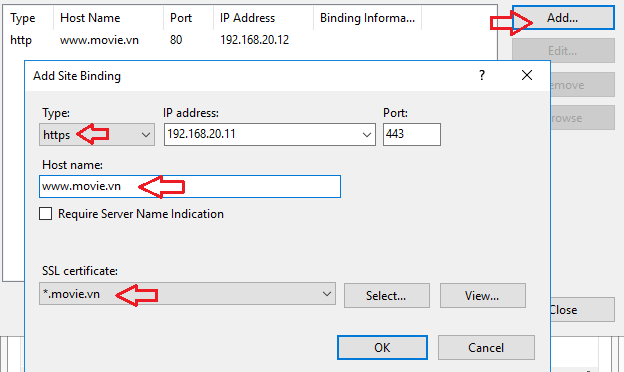 Type Host Name Port IP Address Binding Informa...
http www.movie.vn 80 192.168.20.12
Add...
Edit...
emove
rowse
Add Site Binding ?
Type: IP address: Port:
https 192.168.20.11 443
Host name:
www.movie.vn
Require Server Name Indication
SSL certificate:
*.movie.vn Select... View...
Close
OK Cancel